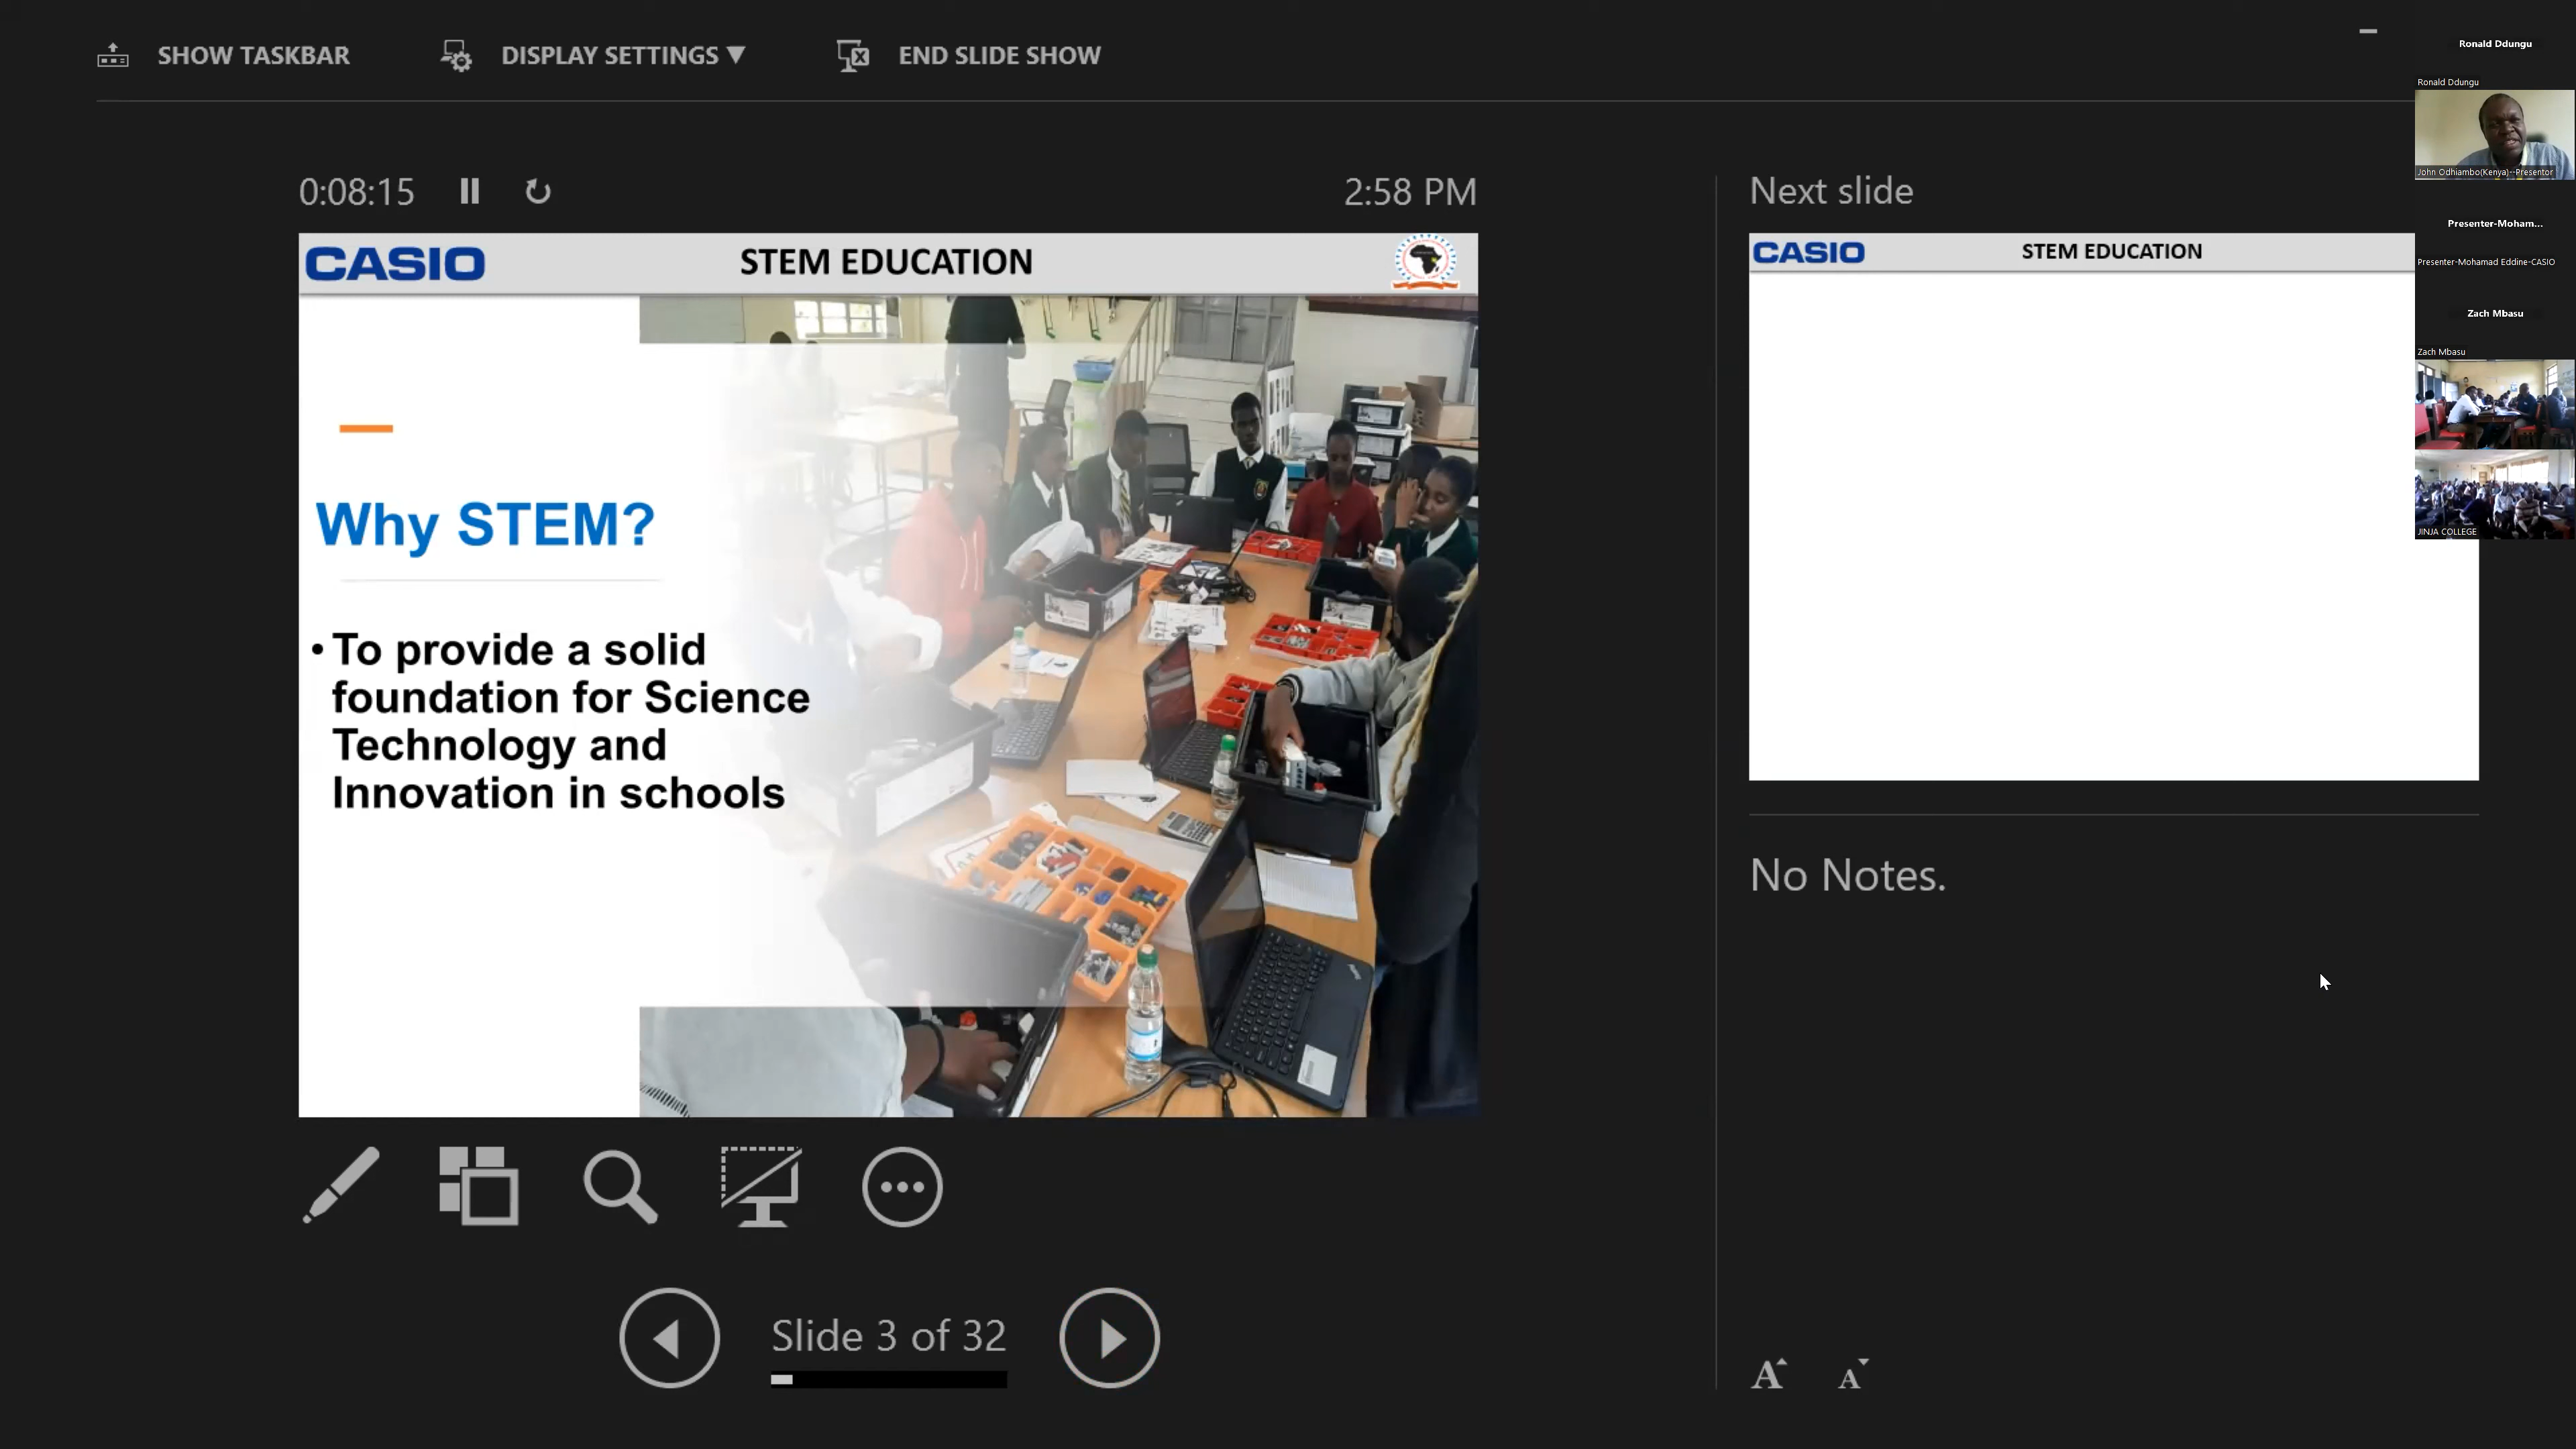 SHOW TASKBAR
DISPLAY SETTINGS ▼
END SLIDE SHOW
0:08:15
2:58 PM
CASIO
STEM EDUCATION
Why STEM?
• To provide a solid
foundation for Science
Technology and
Innovation in schools
Slide 3 of 32
Next slide
CASIO
STEM EDUCATION
No Notes.
A
A
Ronald Ddungu
Ronald Ddungu
John Odhiambo(Kenya)--Presentor
Presenter-Moham...
Presenter-Mohamad Eddine-CASIO
Zach Mbasu
Zach Mbasu
JINJA COLLEGE